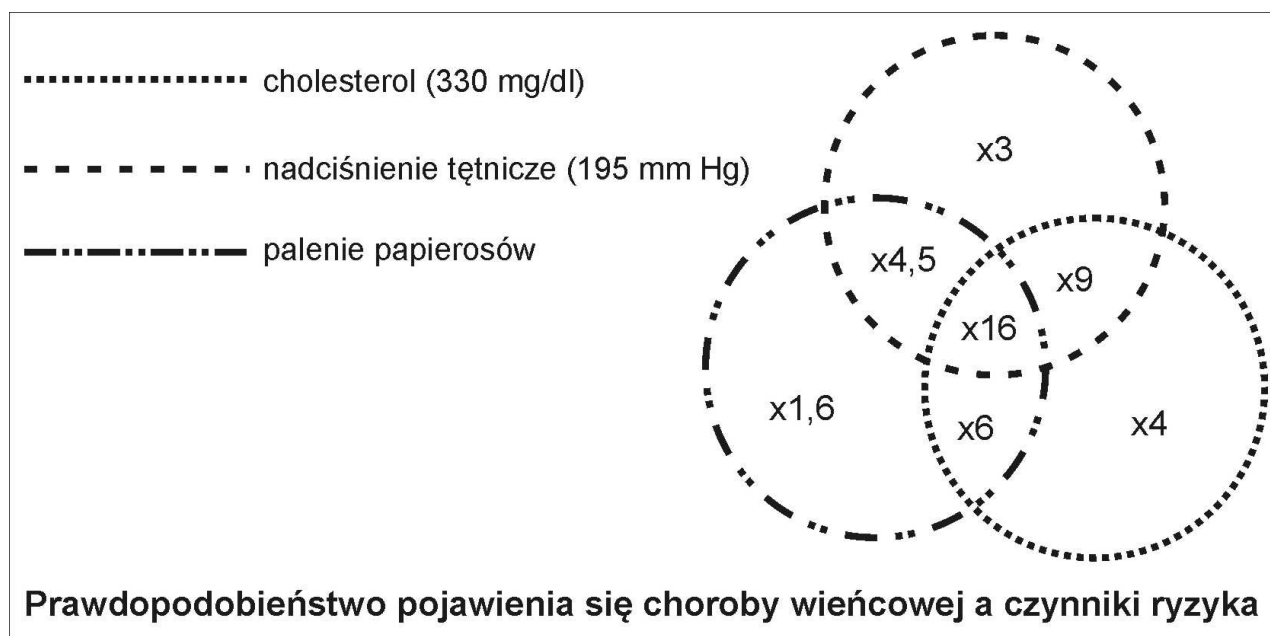 cholesterol (330 mg/dl)
nadciśnienie tętnicze (195 mm Hg)
palenie papierosów
x3
x4,5
x9
x16
x1,6
x6
x4
Prawdopodobieństwo pojawienia się choroby wieńcowej a czynniki ryzyka